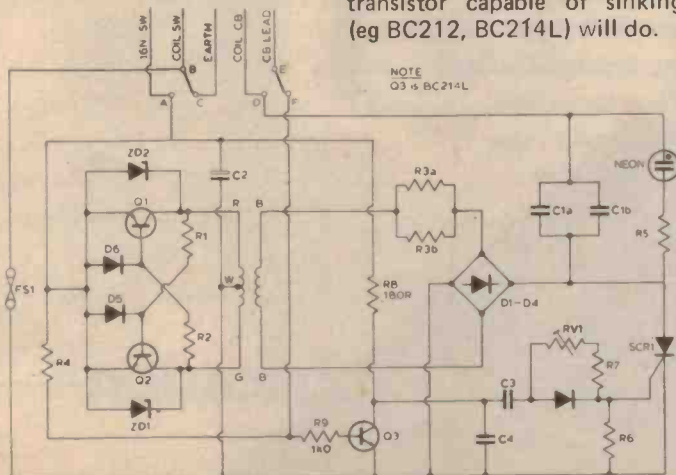 transistor capable of sinking
(eg BC212, BC214L) will do.
IGN SW
COIL SW
EARTH
COIL CB
CB LEAD
NOTE
Q3 is BC214L
B
E
A
C
D
F
ZD2
C2
NEON
Q1
R
B
R3a
C1a
C1b
D6
R1
R3b
R5
FS1
W
R8
180R
D1-D4
D5
R2
RV1
SCR1
R4
Q2
G
B
C3
R7
ZD1
R9
1k0
Q3
C4
R6